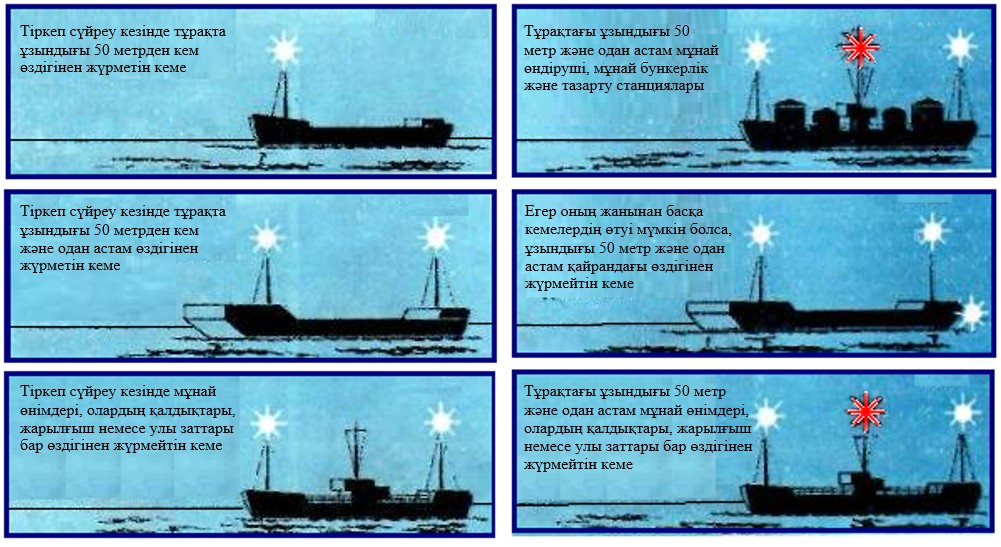 Тіркеп сүйреу кезінде тұрақта
ұзындығы 50 метрден кем
өздігінен жүрметін кеме
Тұрақтағы ұзындығы 50
метр және одан астам мұнай
өндіруші, мұнай бункерлік
және тазарту станциялары
Тіркеп сүйреу кезінде тұрақта
ұзындығы 50 метрден кем
және одан астам өздігінен
жүрметін кеме
Егер оның жанынан басқа
кемелердің өтуі мүмкін болса,
ұзындығы 50 метр және одан
астам қайрандағы өздігінен
жүрмейтін кеме
Тіркеп сүйреу кезінде мұнай
өнімдері, олардың қалдықтары,
жарылғыш немесе улы заттары
бар өздігінен жүрмейтін кеме
Тұрақтағы ұзындығы 50 метр
және одан астам мұнай өнімдері,
олардың қалдықтары, жарылғыш
немесе улы заттары бар өздігінен
жүрмейтін кеме